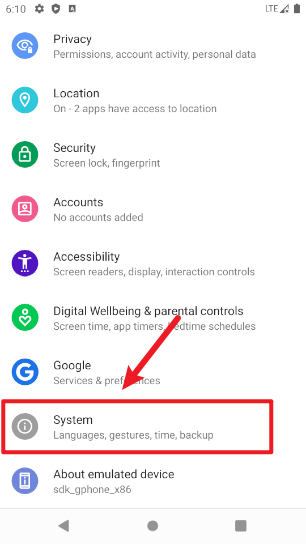 6:10
LTE
Privacy
Permissions, account activity, personal data
Location
On - 2 apps have access to location
Security
Screen lock, fingerprint
Accounts
No accounts added
Accessibility
Screen readers, display, interaction controls
Digital Wellbeing & parental controls
Screen time, app timers, bedtime schedules
Google
Services & preferences
System
Languages, gestures, time, backup
About emulated device
sdk_gphone_x86